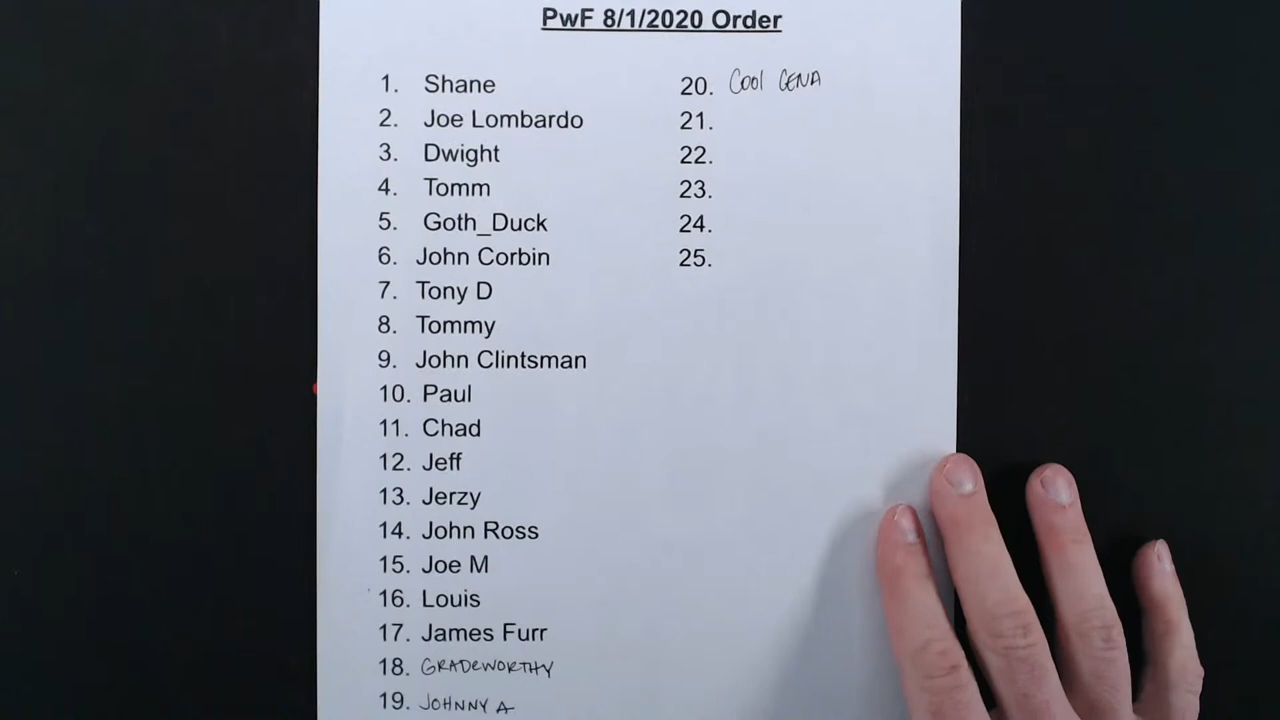 PwF 8/1/2020 Order
1. Shane
2. Joe Lombardo
3. Dwight
4. Tomm
5. Goth_Duck
6. John Corbin
7. Tony D
8. Tommy
9. John Clintsman
10. Paul
11. Chad
12. Jeff
13. Jerzy
14. John Ross
15. Joe M
16. Louis
17. James Furr
18. GRADEWORTHY
19. JOHNNY A
20. Cool GENA
21.
22.
23.
24.
25.